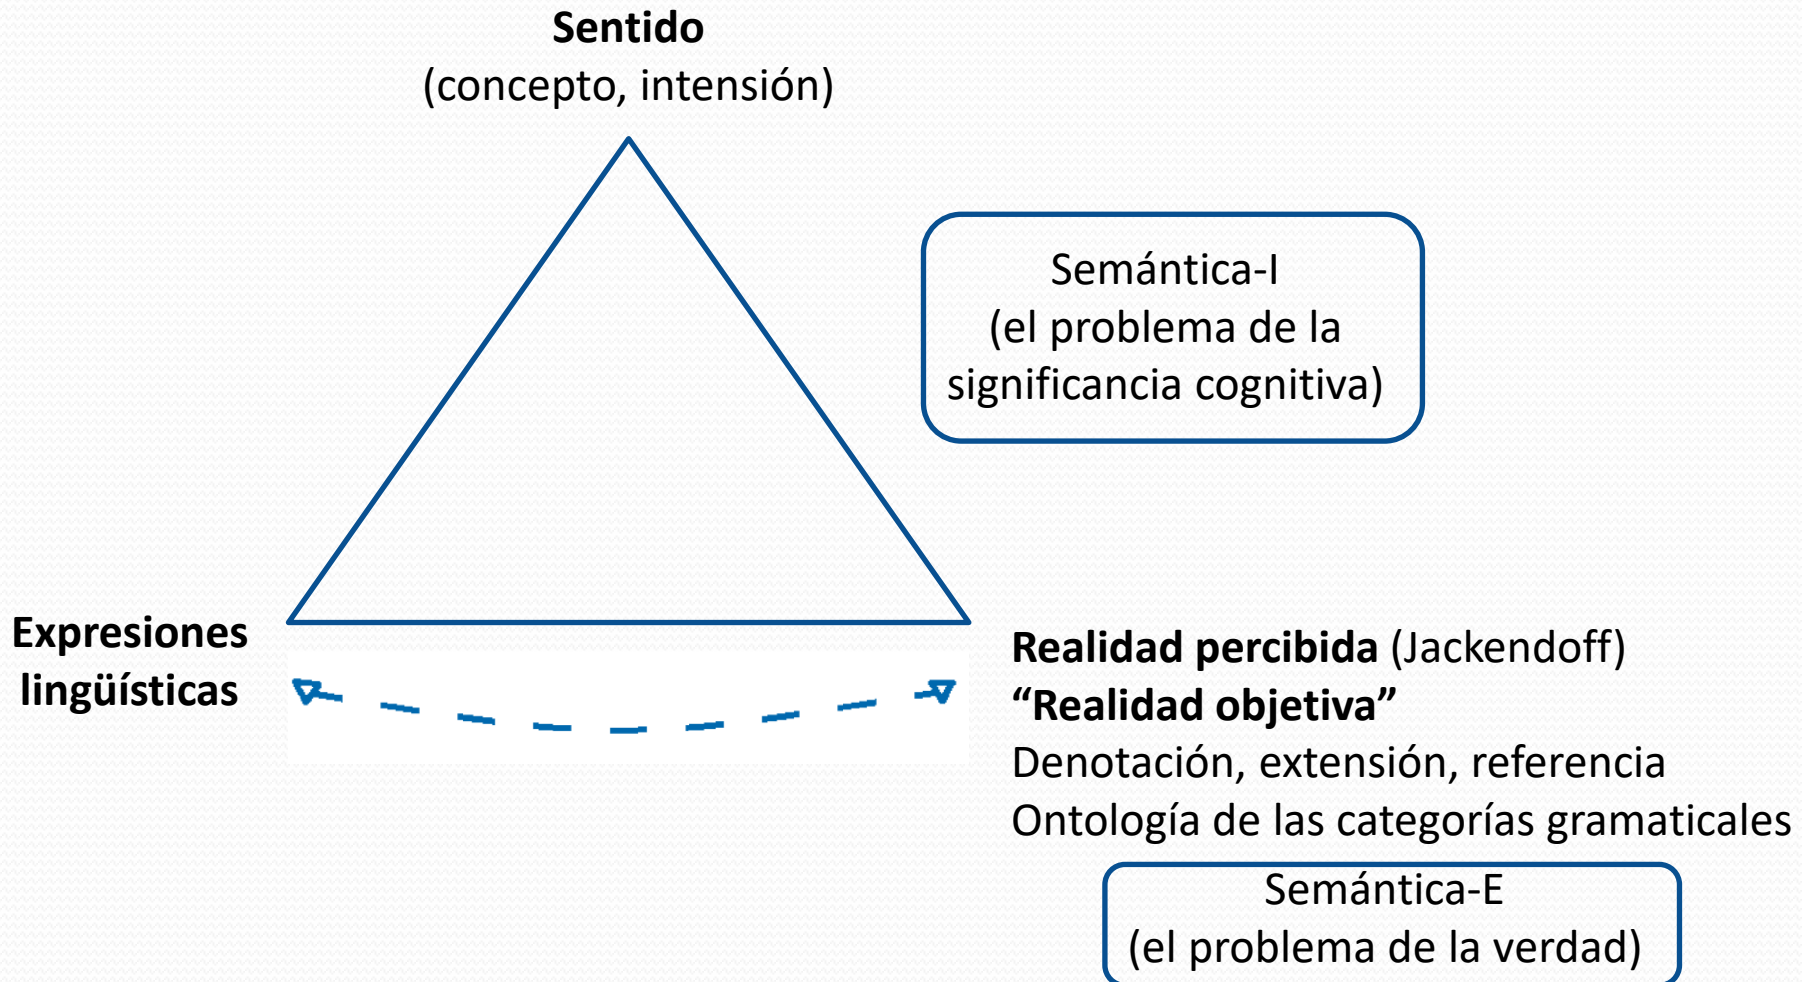 Sentido
(concepto, intensión)
Semántica-I
(el problema de la
significancia cognitiva)
Expresiones
lingüísticas
Realidad percibida (Jackendoff)
“Realidad objetiva”
Denotación, extensión, referencia
Ontología de las categorías gramaticales
Semántica-E
(el problema de la verdad)